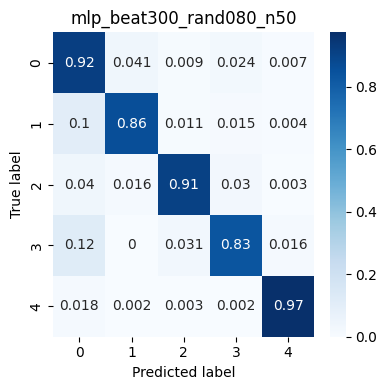 mlp_beat300_rand080_n50
0 0.92 0.041 0.009 0.024 0.007
1 0.1 0.86 0.011 0.015 0.004
2 0.04 0.016 0.91 0.03 0.003
3 0.12 0 0.031 0.83 0.016
4 0.018 0.002 0.003 0.002 0.97
0 1 2 3 4
True label
Predicted label
0.8
0.6
0.4
0.2
0.0